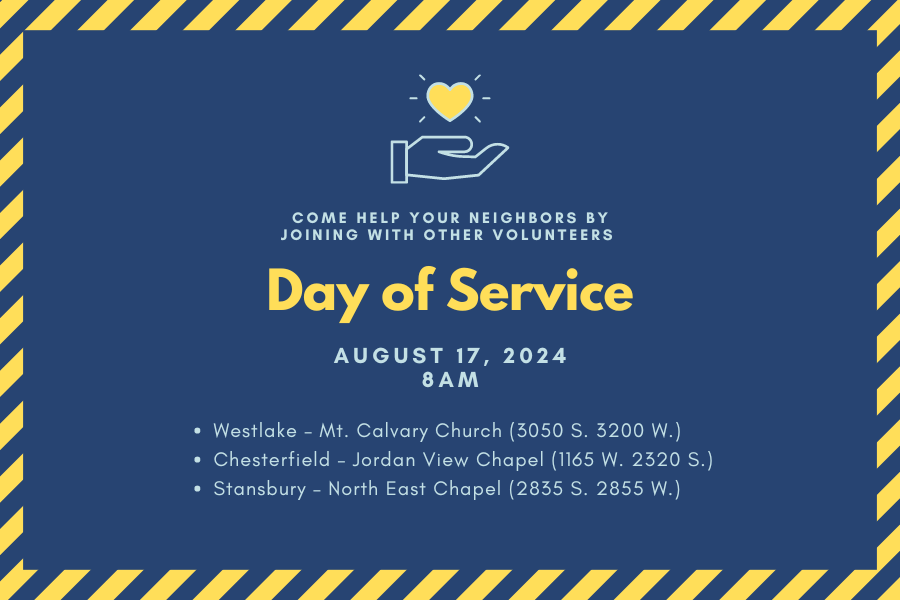 COME HELP YOUR NEIGHBORS BY
JOINING WITH OTHER VOLUNTEERS
Day of Service
AUGUST 17, 2024
8AM
• Westlake – Mt. Calvary Church (3050 S. 3200 W.)
• Chesterfield – Jordan View Chapel (1165 W. 2320 S.)
• Stansbury – North East Chapel (2835 S. 2855 W.)